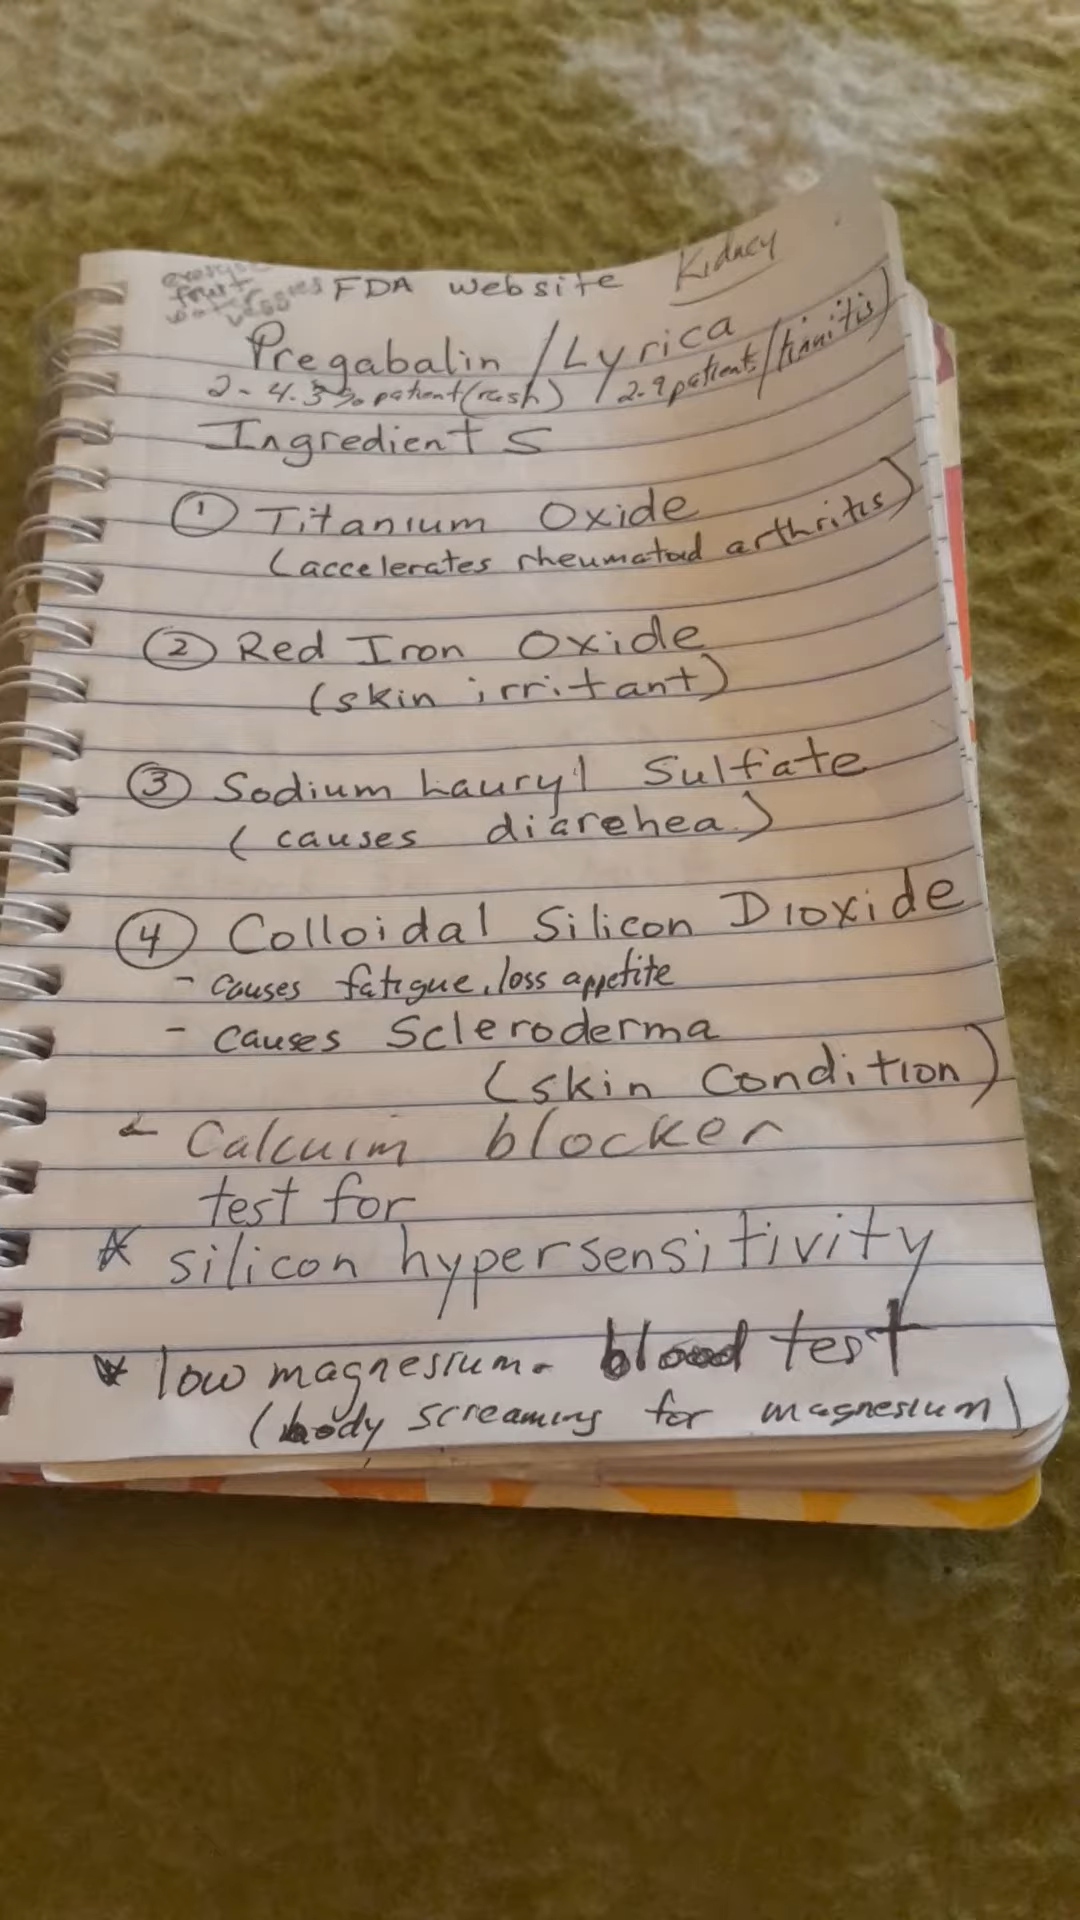 fruit
FDA website Kidney
Pregabalin / Lyrica
2-4.3% patient (rash) / 2-9 patient / tinnitis)
Ingredients
① Titanium Oxide
(accelerates rheumatoid arthritis)
② Red Iron Oxide
(skin irritant)
③ Sodium Lauryl Sulfate
(causes diarehea.)
④ Colloidal Silicon Dioxide
- causes fatigue, loss appetite
- causes Scleroderma
(skin condition)
- Calcuim blocker
test for
* silicon hypersensitivity
* low magnesium - blood test
(body screaming for magnesium)